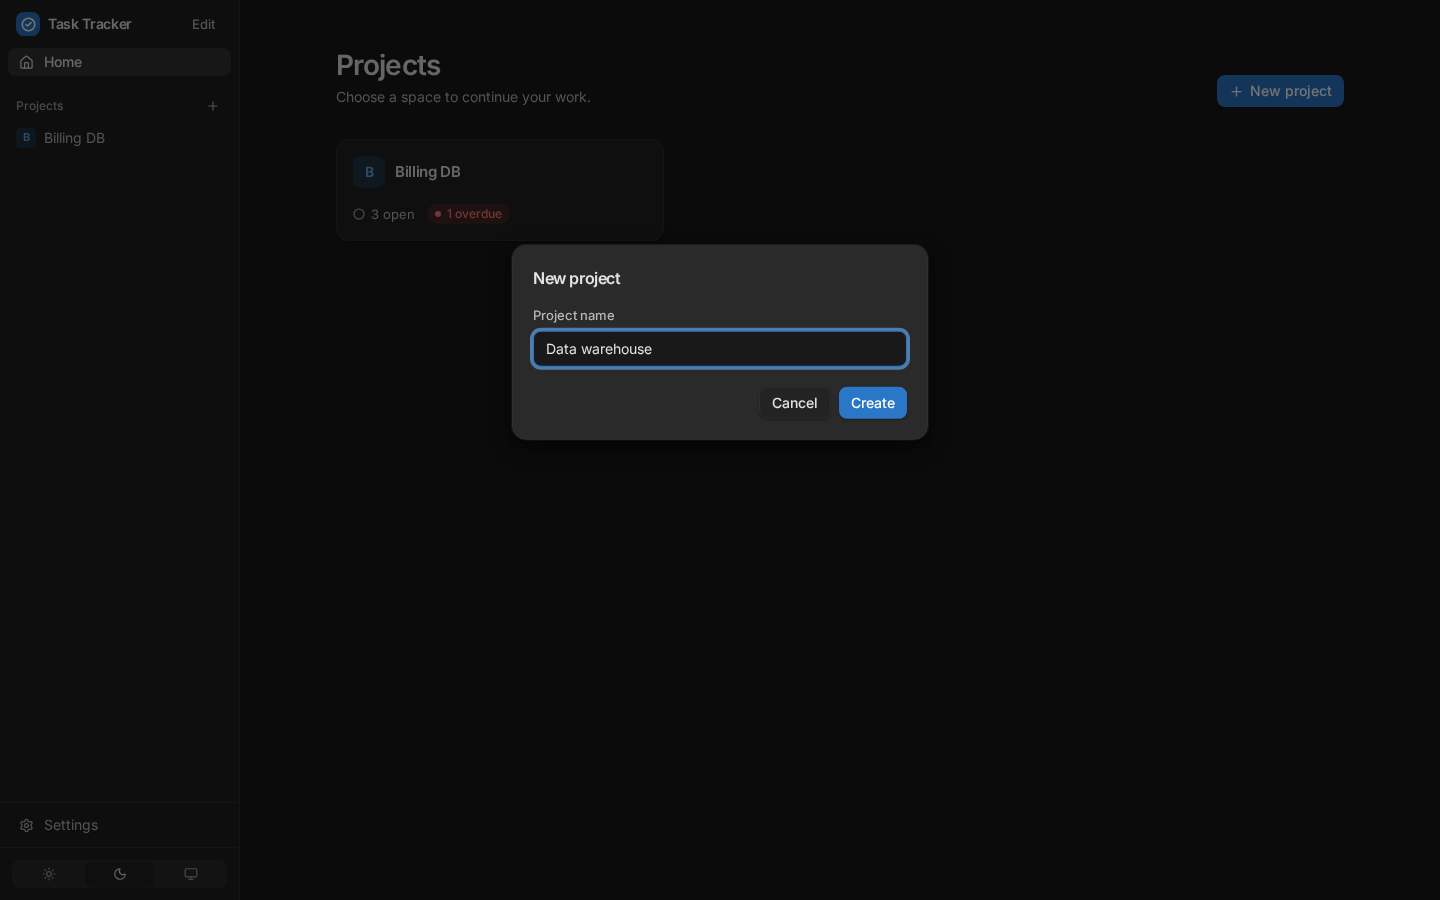 Task Tracker
Edit
Home
Projects
B Billing DB
Settings
Projects
Choose a space to continue your work.
New project
B Billing DB
3 open
1 overdue
New project
Project name
Data warehouse
Cancel
Create